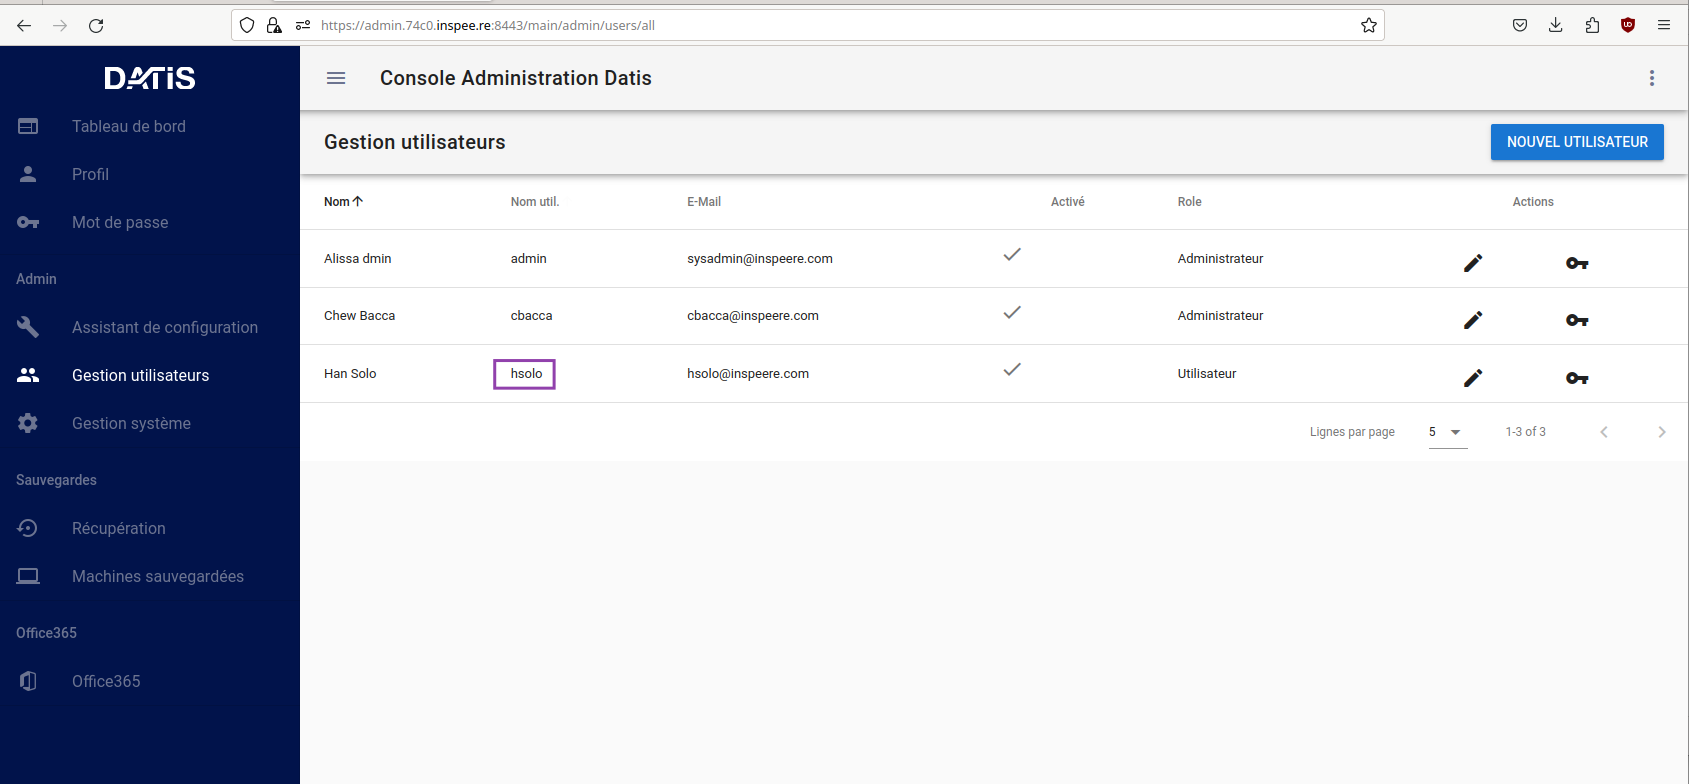 https://admin.74c0.inspee.re:8443/main/admin/users/all
DATiS
Tableau de bord
Profil
Mot de passe
Admin
Assistant de configuration
Gestion utilisateurs
Gestion système
Sauvegardes
Récupération
Machines sauvegardées
Office365
Office365
Console Administration Datis
Gestion utilisateurs
NOUVEL UTILISATEUR
Nom Nom util. E-Mail Activé Role Actions
Alissa dmin admin sysadmin@inspeere.com Administrateur
Chew Bacca cbacca cbacca@inspeere.com Administrateur
Han Solo hsolo hsolo@inspeere.com Utilisateur
Lignes par page 5 1-3 of 3